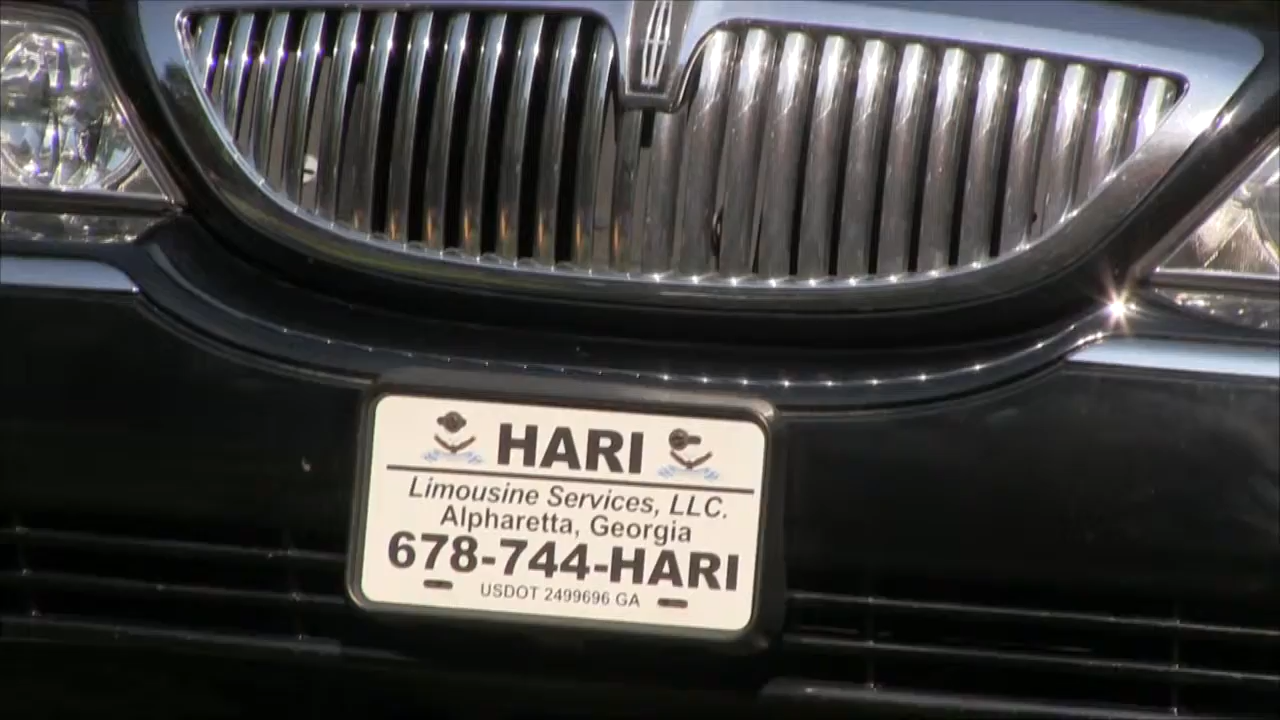 HARI
Limousine Services, LLC.
Alpharetta, Georgia
678-744-HARI
USDOT 2499696 GA